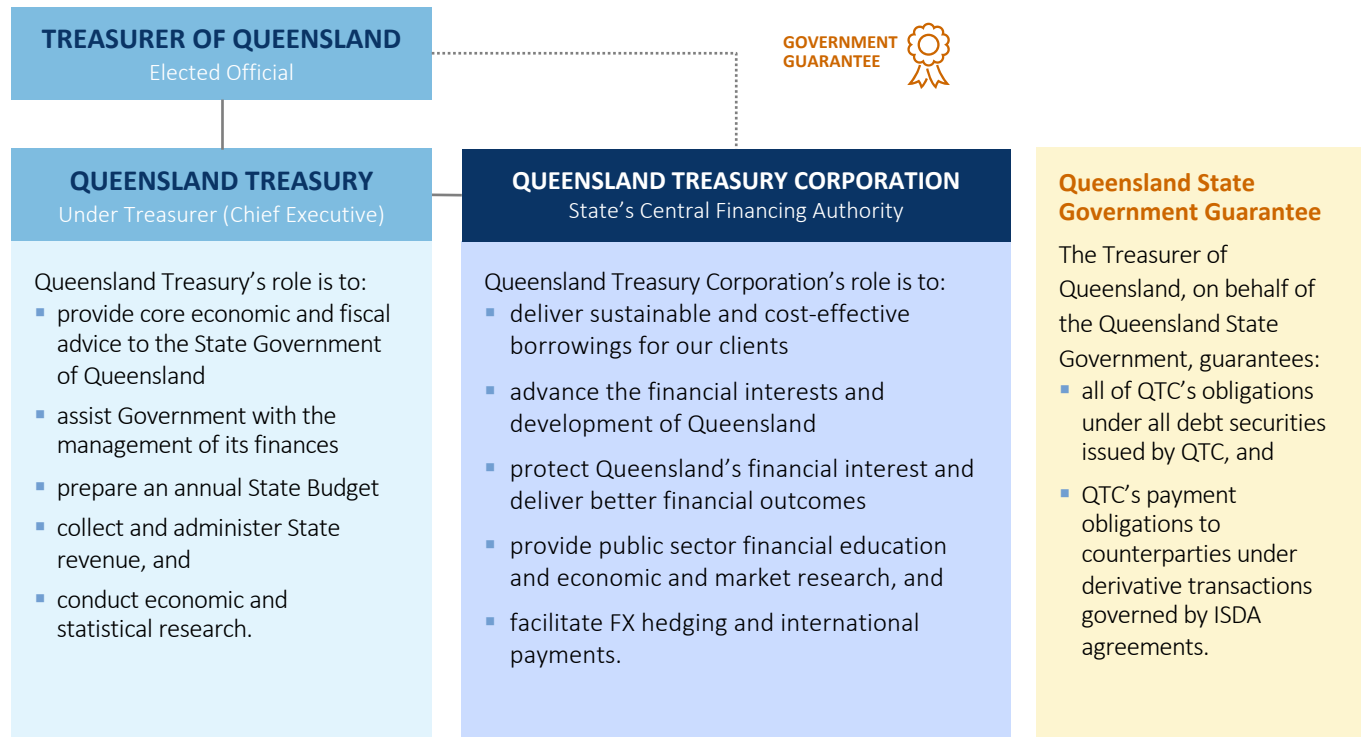 TREASURER OF QUEENSLAND
Elected Official
GOVERNMENT
GUARANTEE
QUEENSLAND TREASURY
Under Treasurer (Chief Executive)
Queensland Treasury’s role is to:
▪ provide core economic and fiscal
advice to the State Government
of Queensland
▪ assist Government with the
management of its finances
▪ prepare an annual State Budget
▪ collect and administer State
revenue, and
▪ conduct economic and
statistical research.
QUEENSLAND TREASURY CORPORATION
State’s Central Financing Authority
Queensland Treasury Corporation’s role is to:
▪ deliver sustainable and cost-effective
borrowings for our clients
▪ advance the financial interests and
development of Queensland
▪ protect Queensland’s financial interest and
deliver better financial outcomes
▪ provide public sector financial education
and economic and market research, and
▪ facilitate FX hedging and international
payments.
Queensland State
Government Guarantee
The Treasurer of
Queensland, on behalf of
the Queensland State
Government, guarantees:
▪ all of QTC’s obligations
under all debt securities
issued by QTC, and
▪ QTC’s payment
obligations to
counterparties under
derivative transactions
governed by ISDA
agreements.